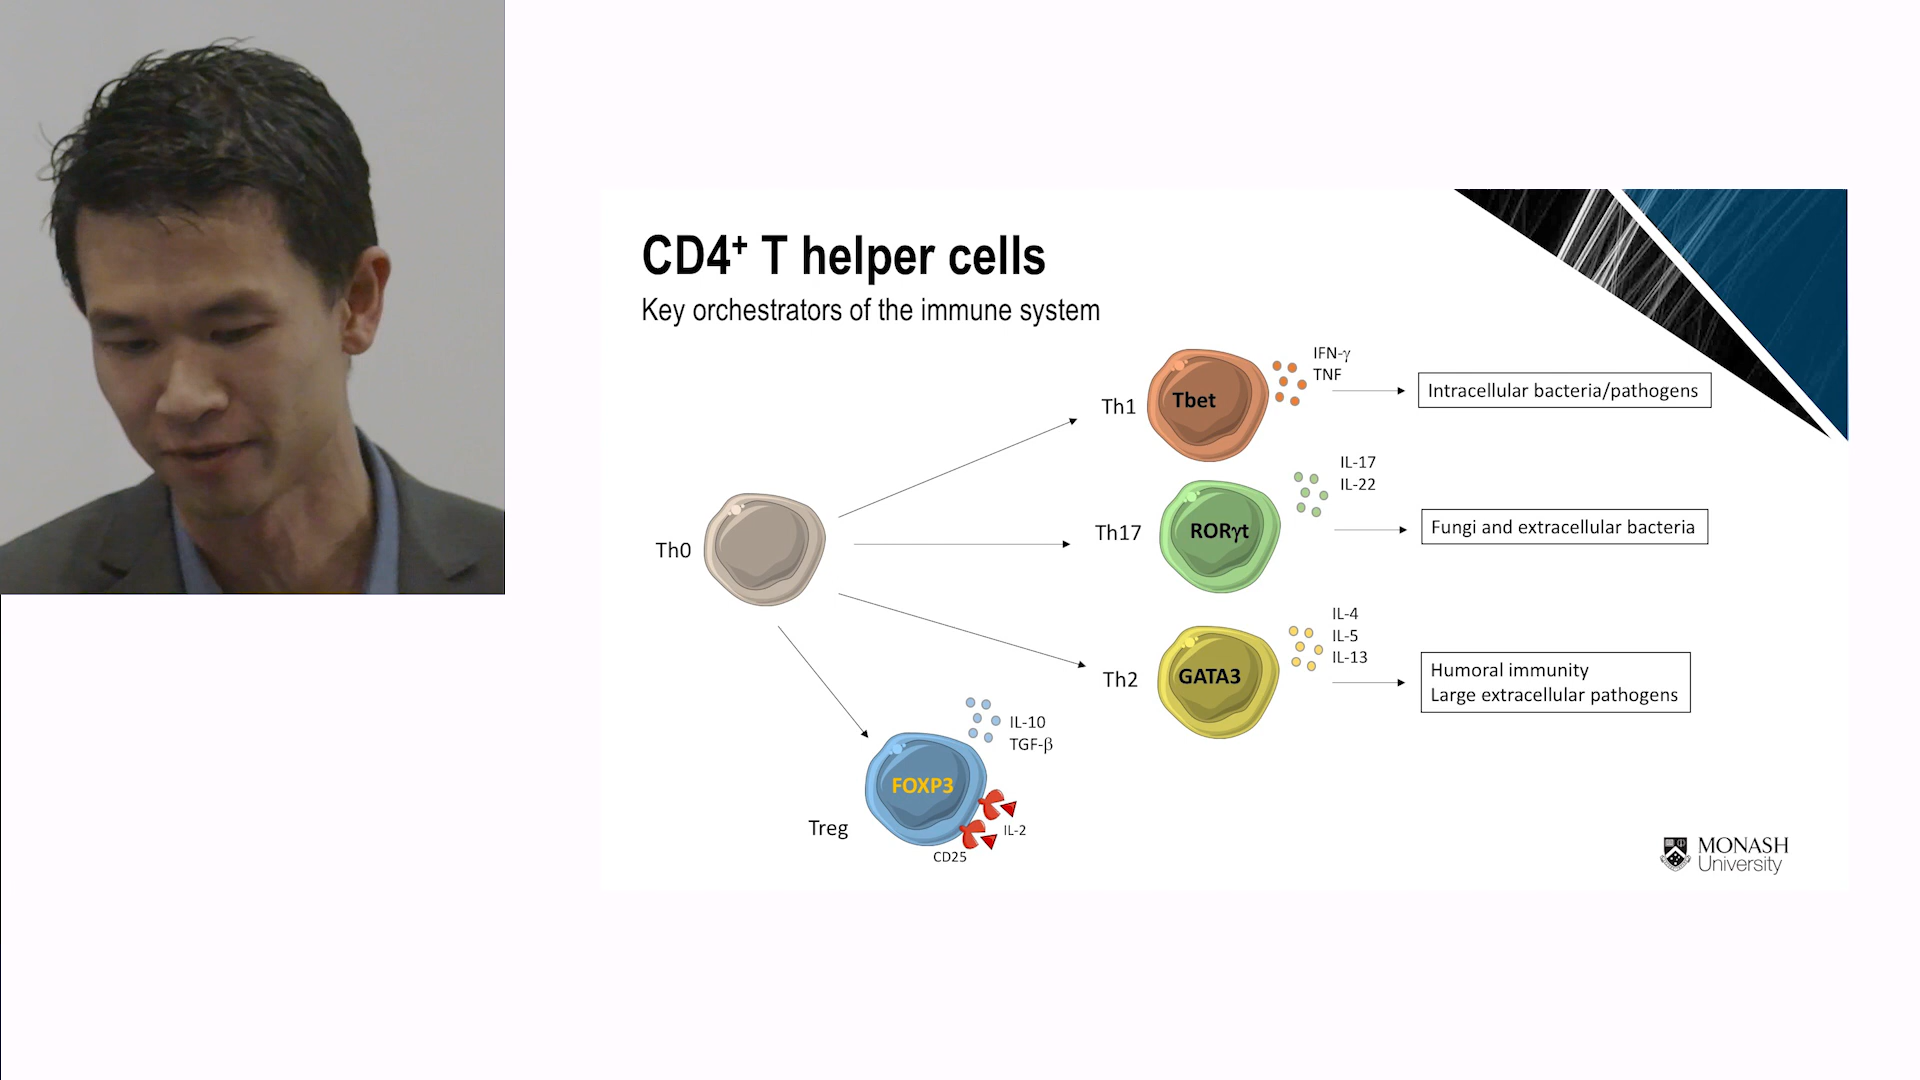 CD4⁺ T helper cells
Key orchestrators of the immune system
IFN-γ
TNF
Th1
Tbet
Intracellular bacteria/pathogens
IL-17
IL-22
Th17
RORγt
Fungi and extracellular bacteria
Th0
IL-4
IL-5
IL-13
Th2
GATA3
Humoral immunity
Large extracellular pathogens
IL-10
TGF-β
FOXP3
Treg
IL-2
CD25
MONASH
University